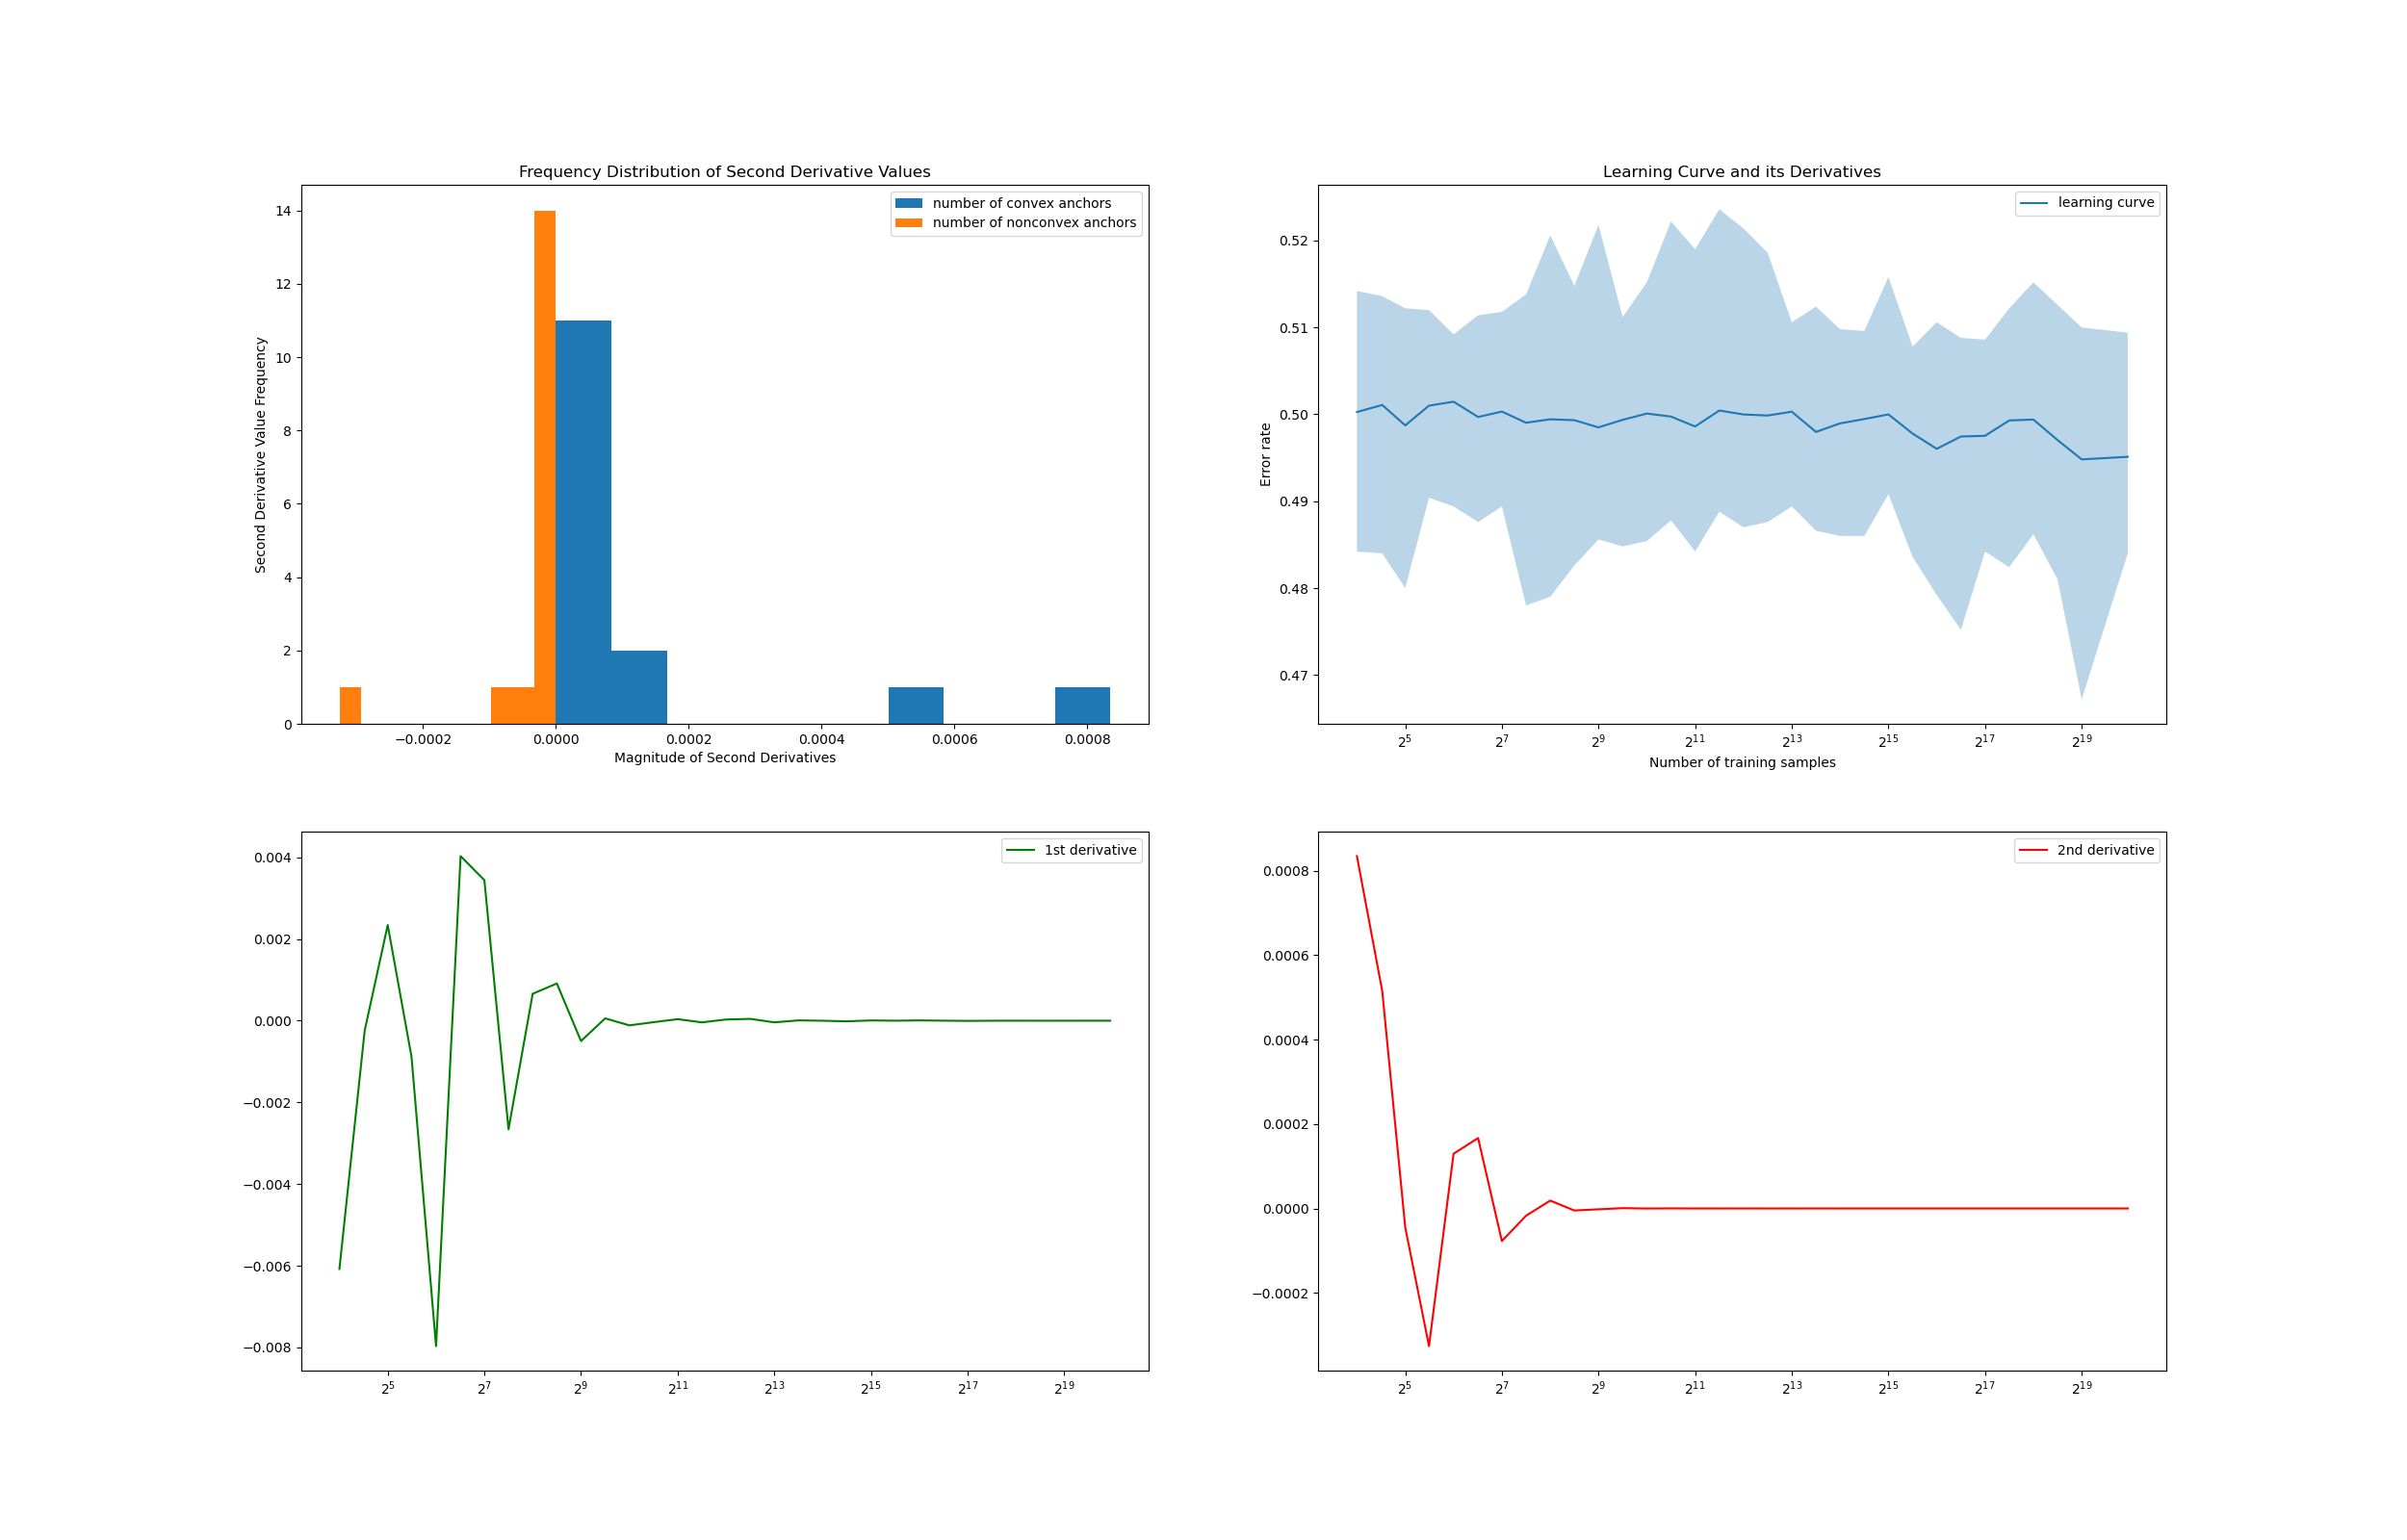 Frequency Distribution of Second Derivative Values
number of convex anchors
number of nonconvex anchors
14
12
10
8
6
4
2
0
Second Derivative Value Frequency
−0.0002 0.0000 0.0002 0.0004 0.0006 0.0008
Magnitude of Second Derivatives
Learning Curve and its Derivatives
learning curve
0.52
0.51
0.50
0.49
0.48
0.47
Error rate
2^5 2^7 2^9 2^11 2^13 2^15 2^17 2^19
Number of training samples
1st derivative
0.004
0.002
0.000
−0.002
−0.004
−0.006
−0.008
2^5 2^7 2^9 2^11 2^13 2^15 2^17 2^19
2nd derivative
0.0008
0.0006
0.0004
0.0002
0.0000
−0.0002
2^5 2^7 2^9 2^11 2^13 2^15 2^17 2^19